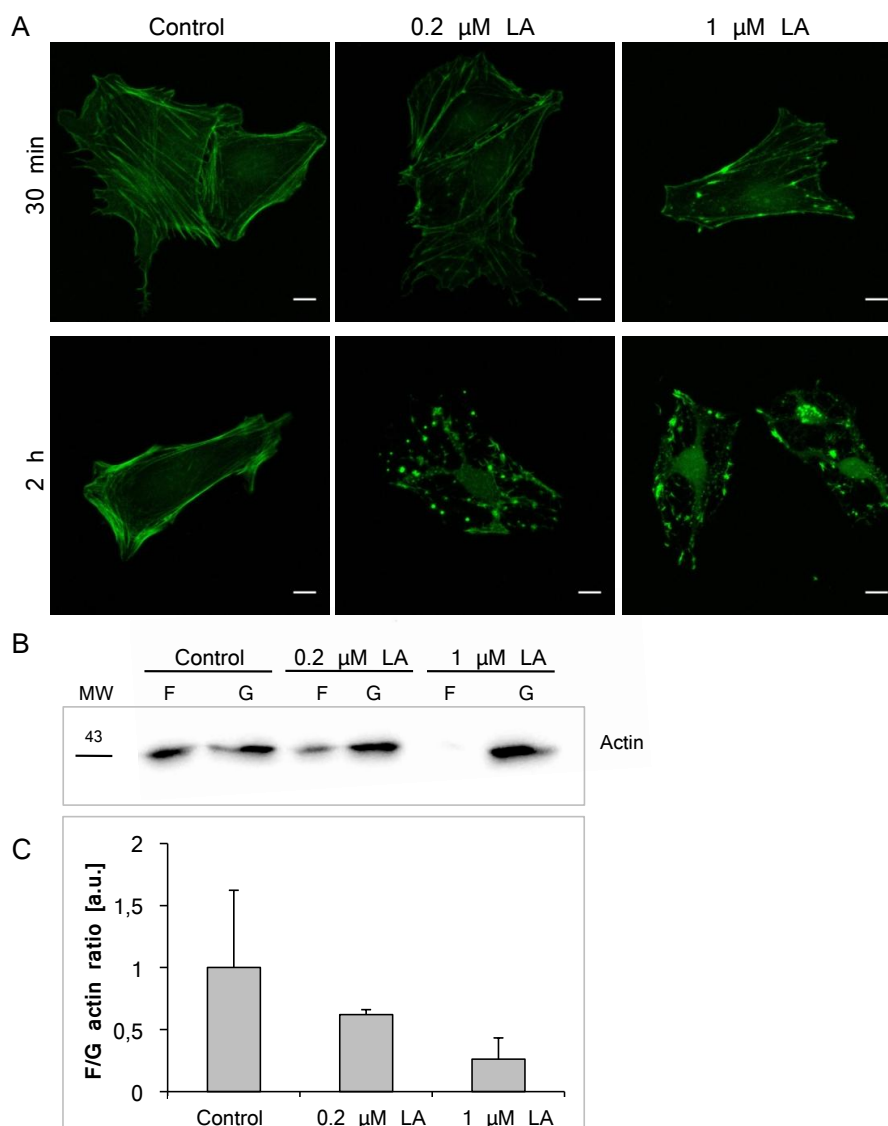 A
Control 0.2 µM LA 1 µM LA
30 min
2 h
B
Control 0.2 µM LA 1 µM LA
MW F G F G F G
43
Actin
C
F/G actin ratio [a.u.]
2
1,5
1
0,5
0
Control 0.2 µM LA 1 µM LA